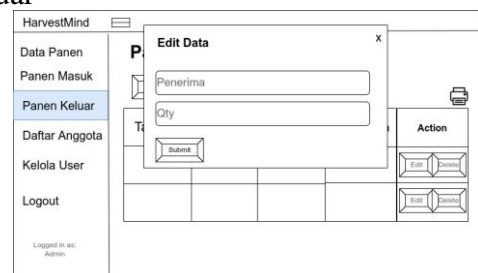 HarvestMind
Data Panen
Panen Masuk
Panen Keluar
Daftar Anggota
Kelola User
Logout
Logged in as:
Admin
Edit Data
X
Penerima
Qty
Submit
Action
Edit Delete
Edit Delete